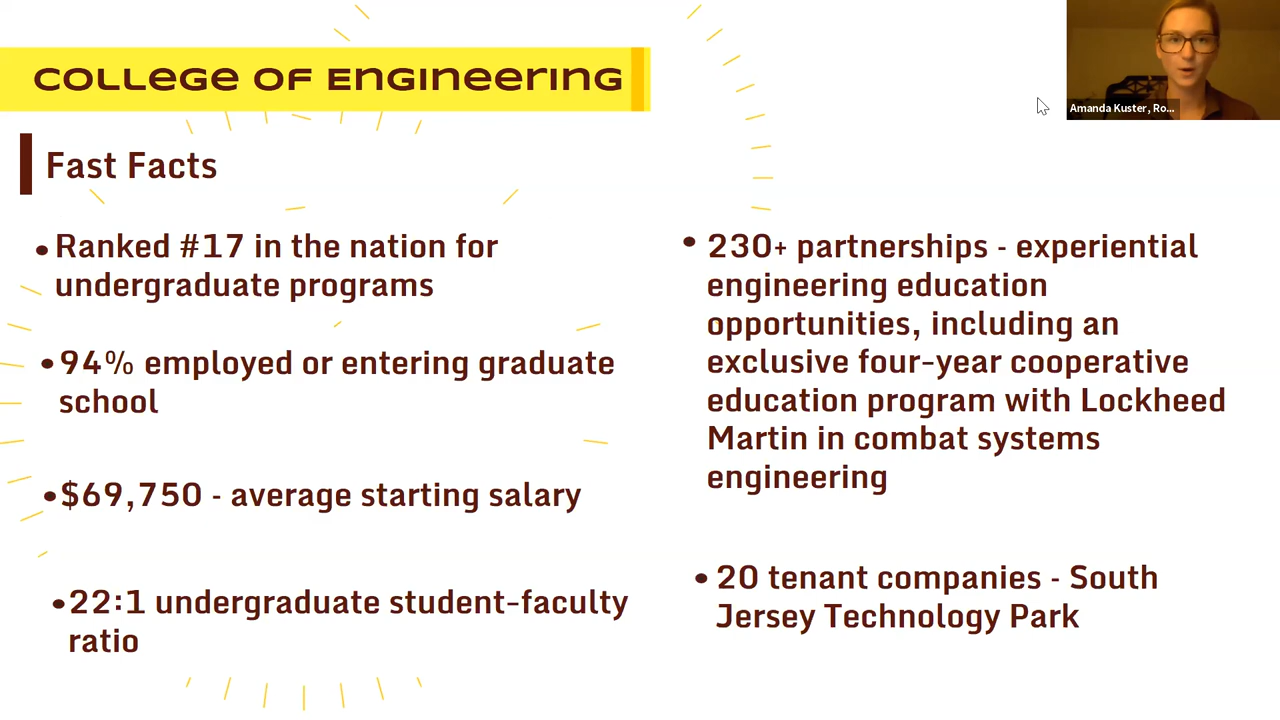 College of Engineering
Amanda Kuster, Ro...
Fast Facts
Ranked #17 in the nation for
undergraduate programs
94% employed or entering graduate
school
$69,750 - average starting salary
22:1 undergraduate student-faculty
ratio
230+ partnerships - experiential
engineering education
opportunities, including an
exclusive four-year cooperative
education program with Lockheed
Martin in combat systems
engineering
20 tenant companies - South
Jersey Technology Park